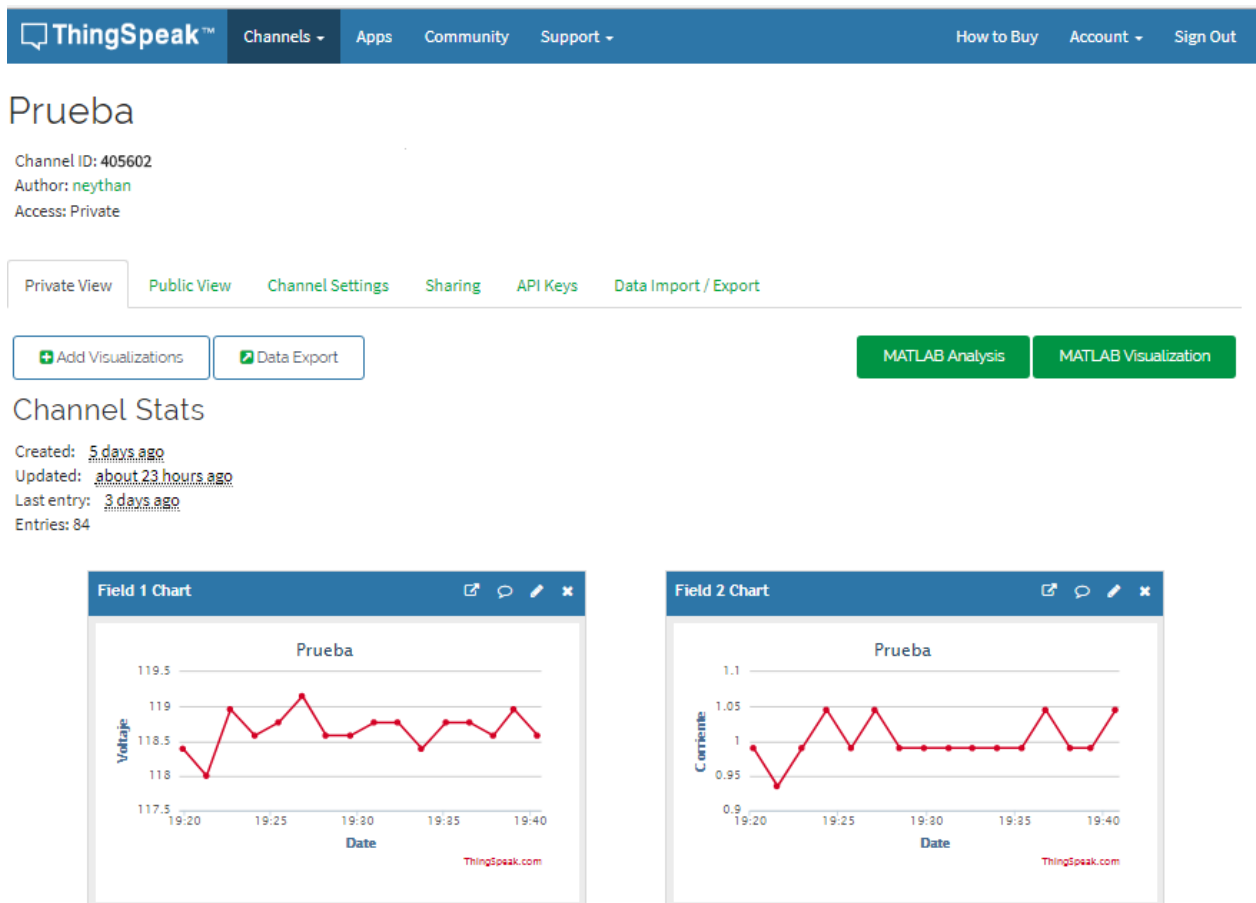 ThingSpeak™ Channels Apps Community Support How to Buy Account Sign Out
Prueba
Channel ID: 405602
Author: neythan
Access: Private
Private View Public View Channel Settings Sharing API Keys Data Import / Export
Add Visualizations Data Export MATLAB Analysis MATLAB Visualization
Channel Stats
Created: 5 days ago
Updated: about 23 hours ago
Last entry: 3 days ago
Entries: 84
Field 1 Chart
Prueba
119.5
119
118.5
118
117.5
Voltaje
19:20 19:25 19:30 19:35 19:40
Date
ThingSpeak.com
Field 2 Chart
Prueba
1.1
1.05
1
0.95
0.9
Corriente
19:20 19:25 19:30 19:35 19:40
Date
ThingSpeak.com